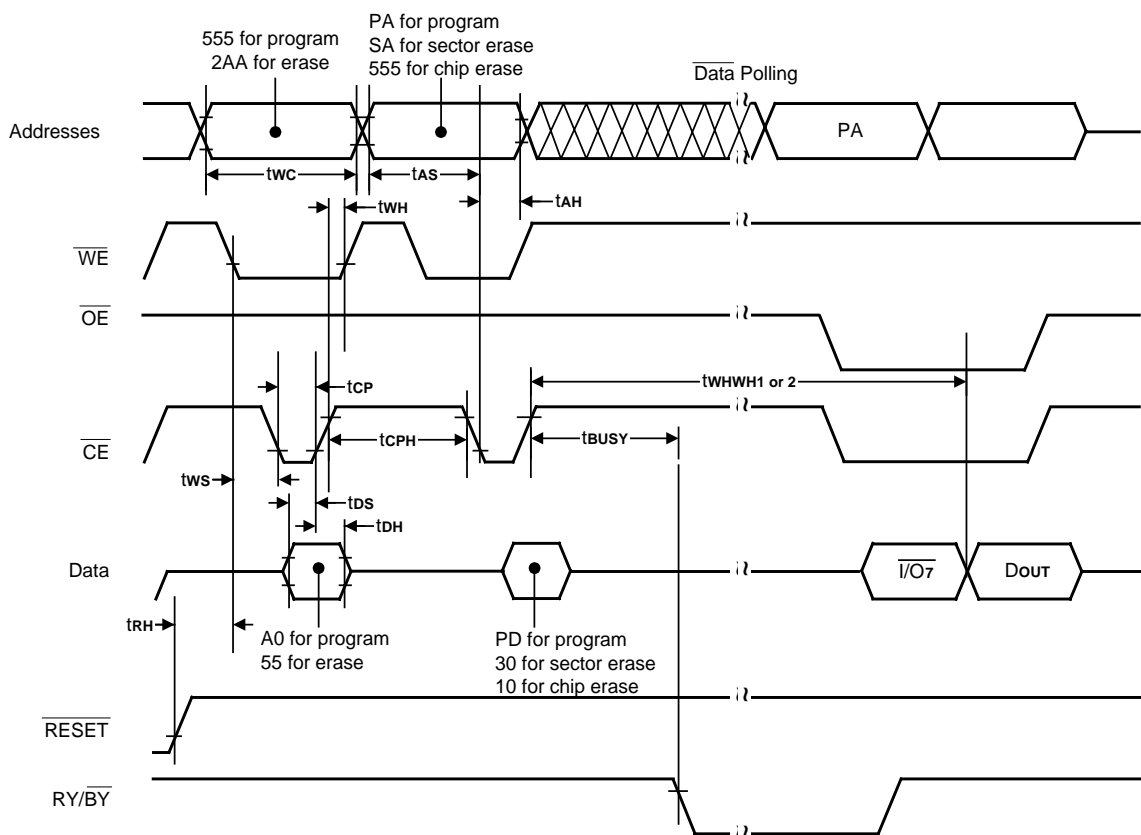 555 for program
2AA for erase
PA for program
SA for sector erase
555 for chip erase
Data Polling
Addresses
PA
tWC
tAS
tAH
tWH
WE
OE
tWHWH1 or 2
tCP
tCPH
tBUSY
CE
tWS
tDS
tDH
Data
I/O7
DOUT
tRH
A0 for program
55 for erase
PD for program
30 for sector erase
10 for chip erase
RESET
RY/BY